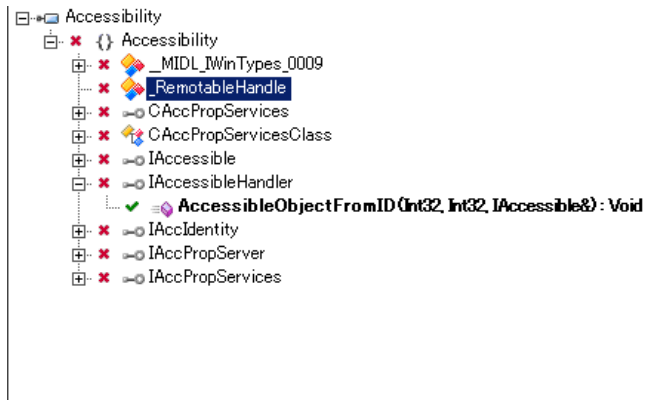 Accessibility
{} Accessibility
__MIDL_IWinTypes_0009
_RemotableHandle
CAccPropServices
CAccPropServicesClass
IAccessible
IAccessibleHandler
AccessibleObjectFromID(Int32, Int32, IAccessible&) : Void
IAccIdentity
IAccPropServer
IAccPropServices